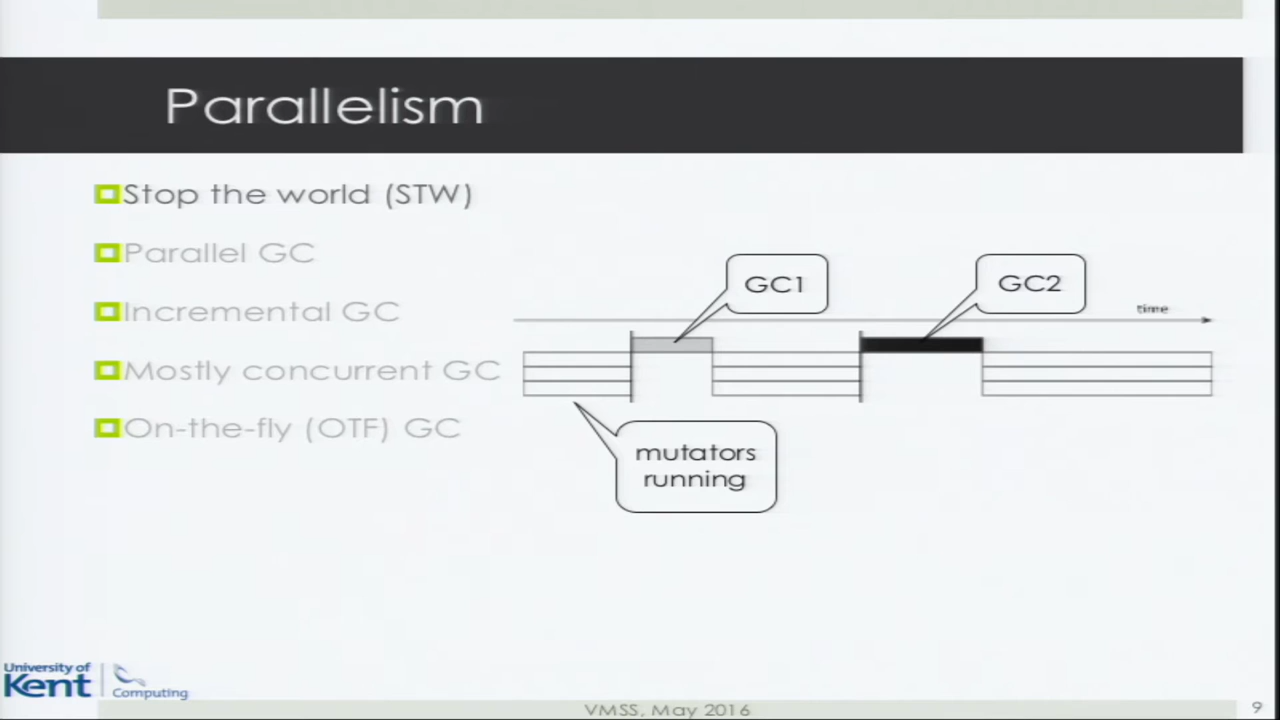 Parallelism
Stop the world (STW)
Parallel GC
Incremental GC
Mostly concurrent GC
On-the-fly (OTF) GC
GC1
GC2
time
mutators
running
University of
Kent
Computing
VMSS, May 2016
9